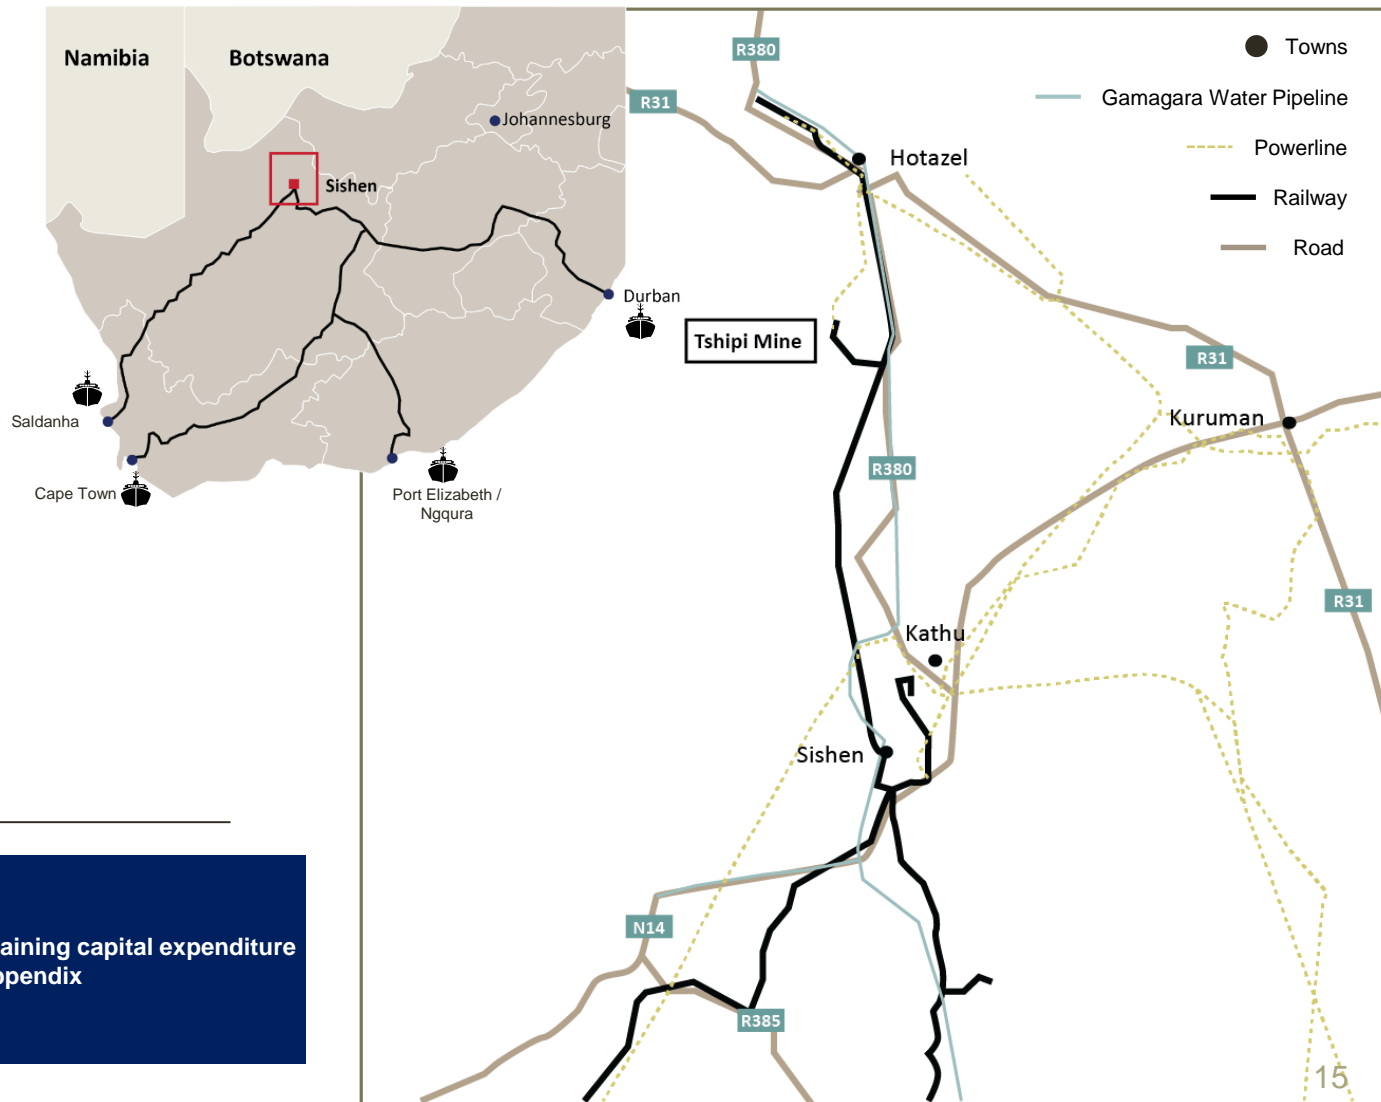 Namibia
Botswana
Johannesburg
Sishen
Durban
Saldanha
Cape Town
Port Elizabeth /
Ngqura
R380
R31
Towns
Gamagara Water Pipeline
Powerline
Railway
Road
Hotazel
Tshipi Mine
R31
Kuruman
R380
R31
Kathu
Sishen
N14
R385
aining capital expenditure
ppendix
15